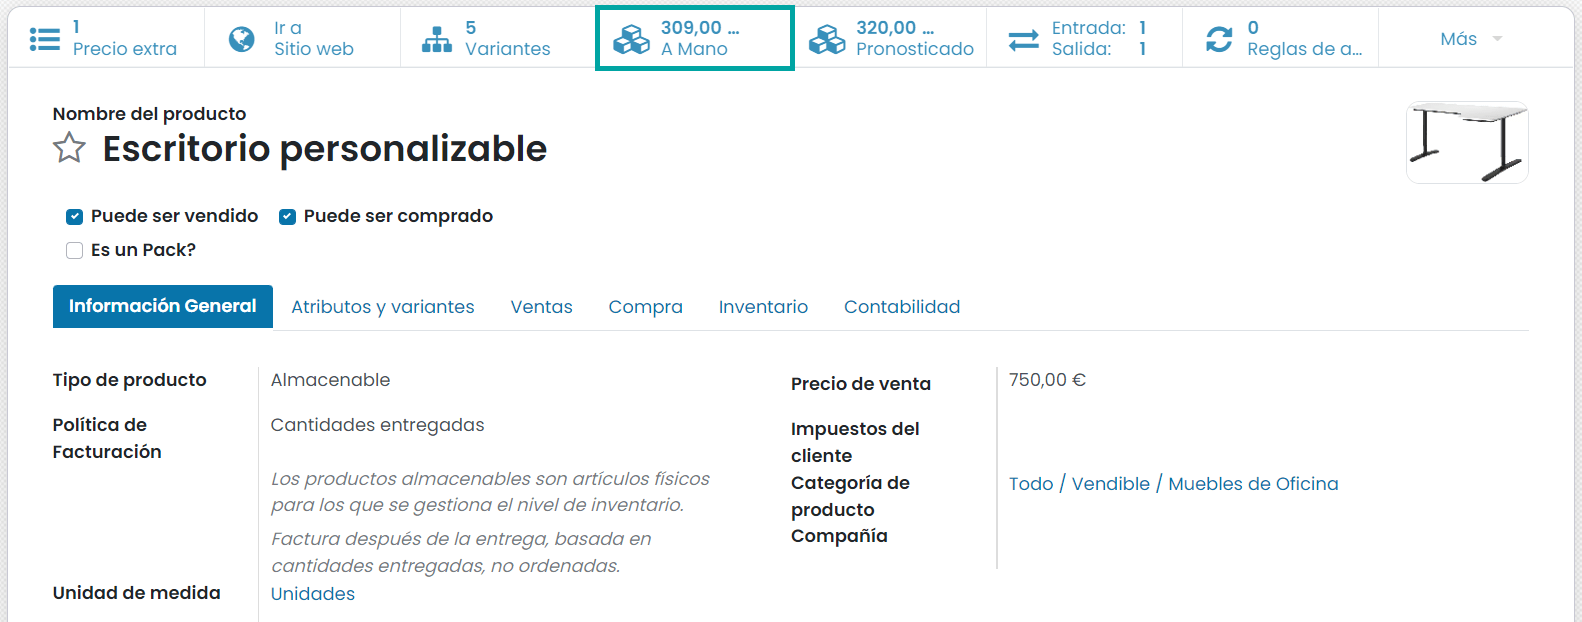 1
Precio extra
Ir a
Sitio web
5
Variantes
309,00 ...
A Mano
320,00 ...
Pronosticado
Entrada: 1
Salida: 1
0
Reglas de a...
Más
Nombre del producto
Escritorio personalizable
Puede ser vendido Puede ser comprado
Es un Pack?
Información General Atributos y variantes Ventas Compra Inventario Contabilidad
Tipo de producto Almacenable
Política de
Facturación
Cantidades entregadas
Los productos almacenables son artículos físicos
para los que se gestiona el nivel de inventario.
Factura después de la entrega, basada en
cantidades entregadas, no ordenadas.
Unidad de medida Unidades
Precio de venta 750,00 €
Impuestos del
cliente
Categoría de
producto
Todo / Vendible / Muebles de Oficina
Compañía